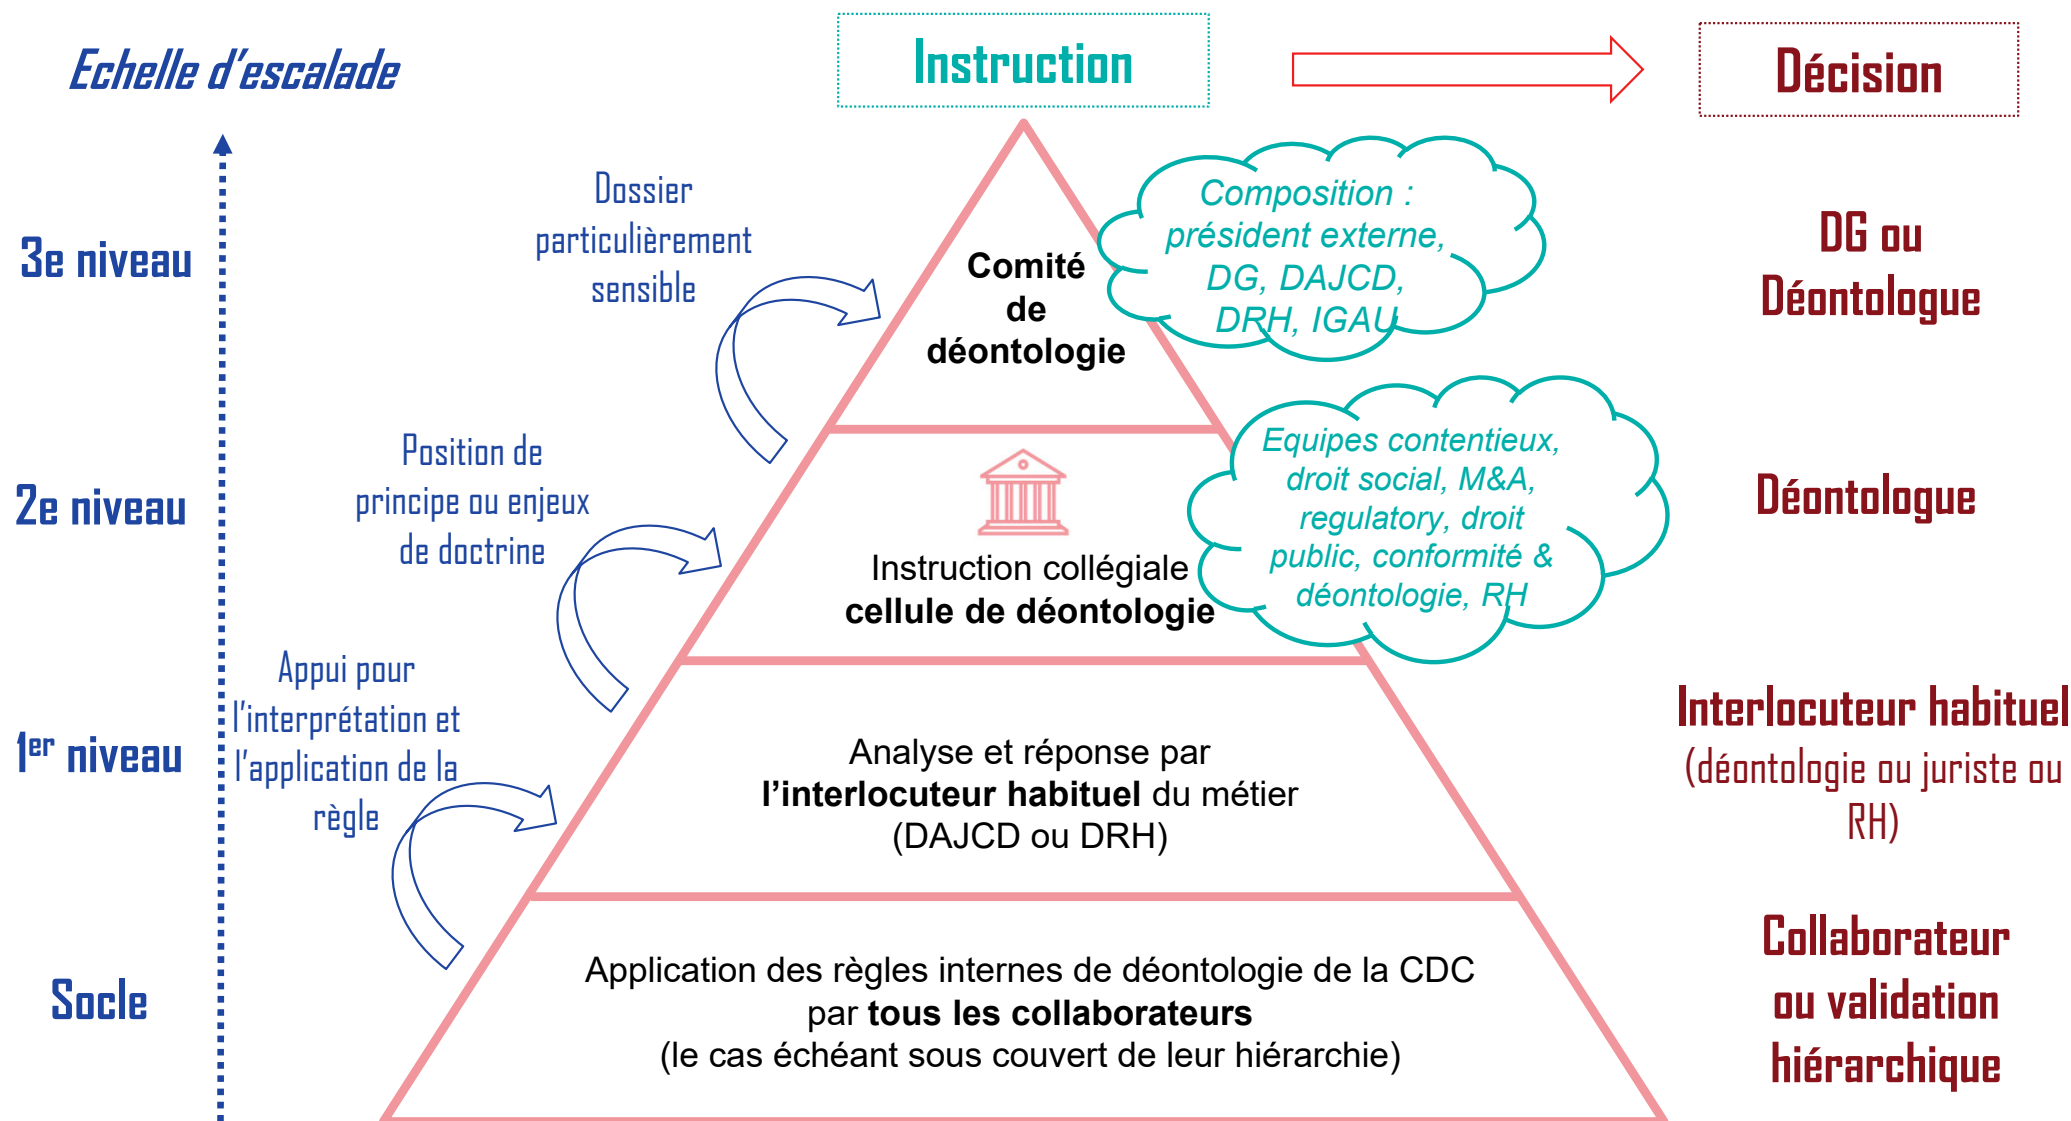 Echelle d'escalade
Instruction
Décision
3e niveau
Dossier
particulièrement
sensible
Comité
de
déontologie
Composition :
président externe,
DG, DAJCD,
DRH, IGAU
DG ou
Déontologue
2e niveau
Position de
principe ou enjeux
de doctrine
Instruction collégiale
cellule de déontologie
Equipes contentieux,
droit social, M&A,
regulatory, droit
public, conformité &
déontologie, RH
Déontologue
1er niveau
Appui pour
l'interprétation et
l'application de la
règle
Analyse et réponse par
l'interlocuteur habituel du métier
(DAJCD ou DRH)
Interlocuteur habituel
(déontologie ou juriste ou
RH)
Socle
Application des règles internes de déontologie de la CDC
par tous les collaborateurs
(le cas échéant sous couvert de leur hiérarchie)
Collaborateur
ou validation
hiérarchique